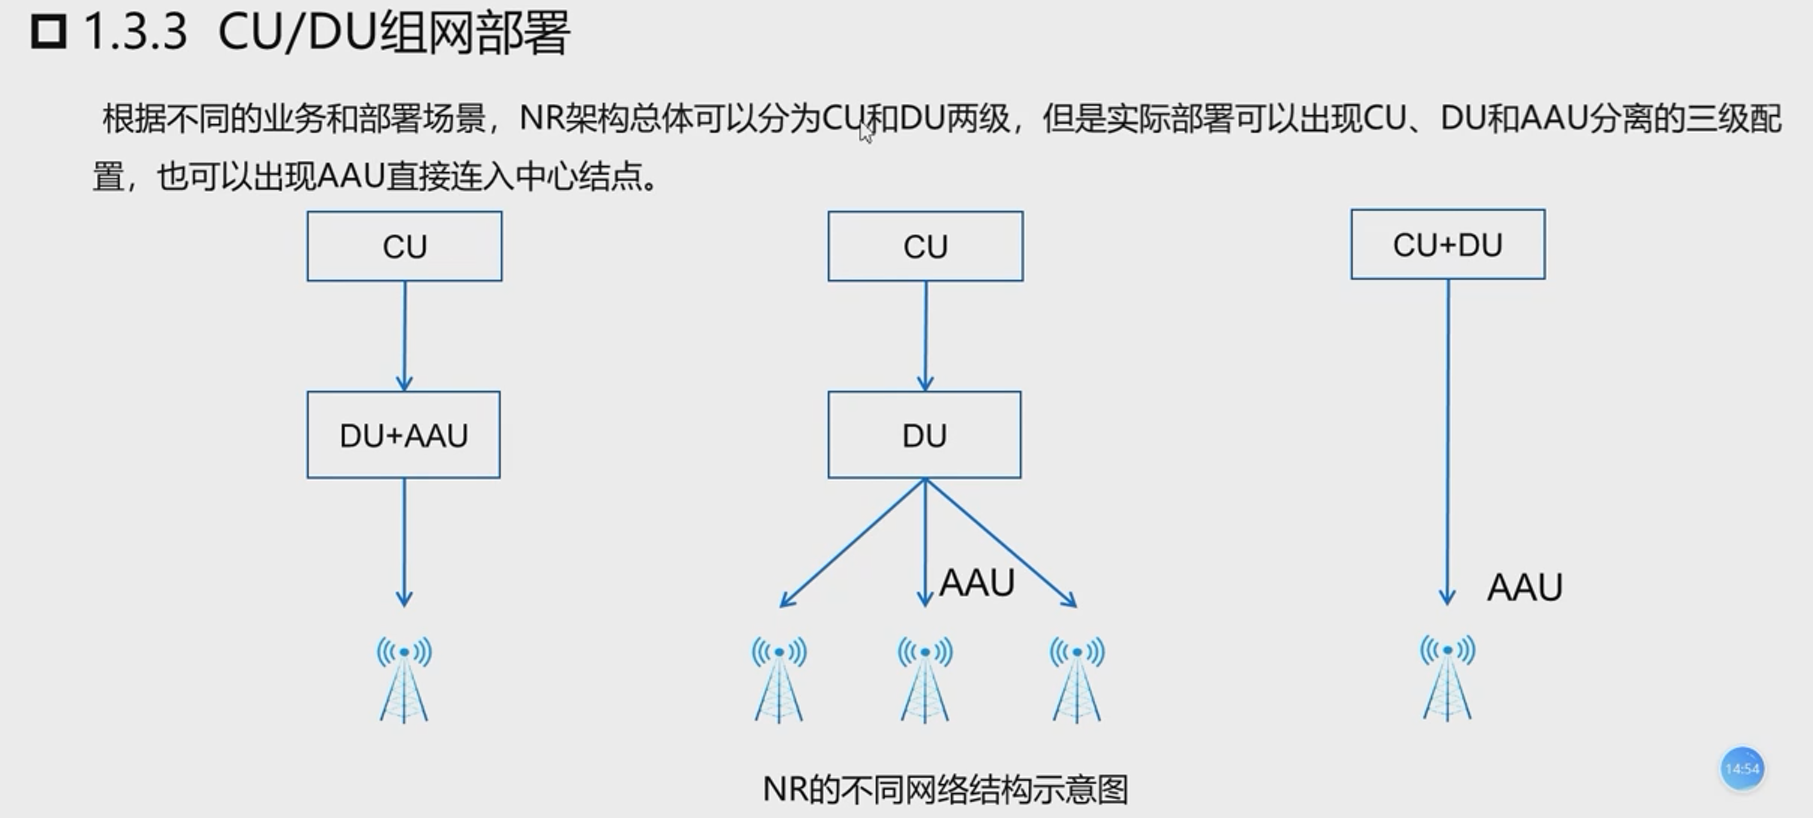 1.3.3 CU/DU组网部署
根据不同的业务和部署场景，NR架构总体可以分为CU和DU两级，但是实际部署可以出现CU、DU和AAU分离的三级配
置，也可以出现AAU直接连入中心结点。
CU
CU
CU+DU
DU+AAU
DU
AAU
AAU
NR的不同网络结构示意图
14:54